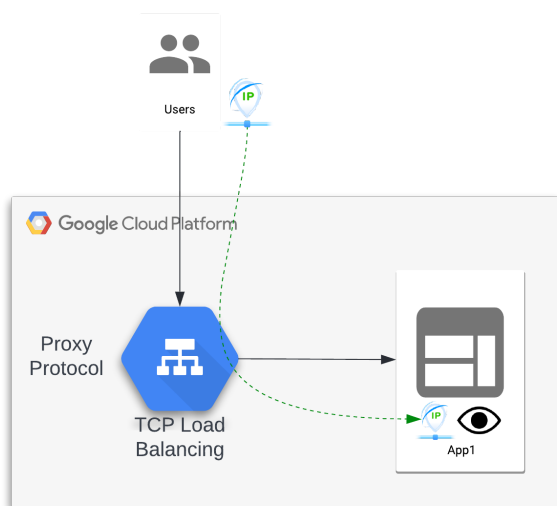 IP
Users
Google Cloud Platform
Proxy
Protocol
TCP Load
Balancing
IP
App1